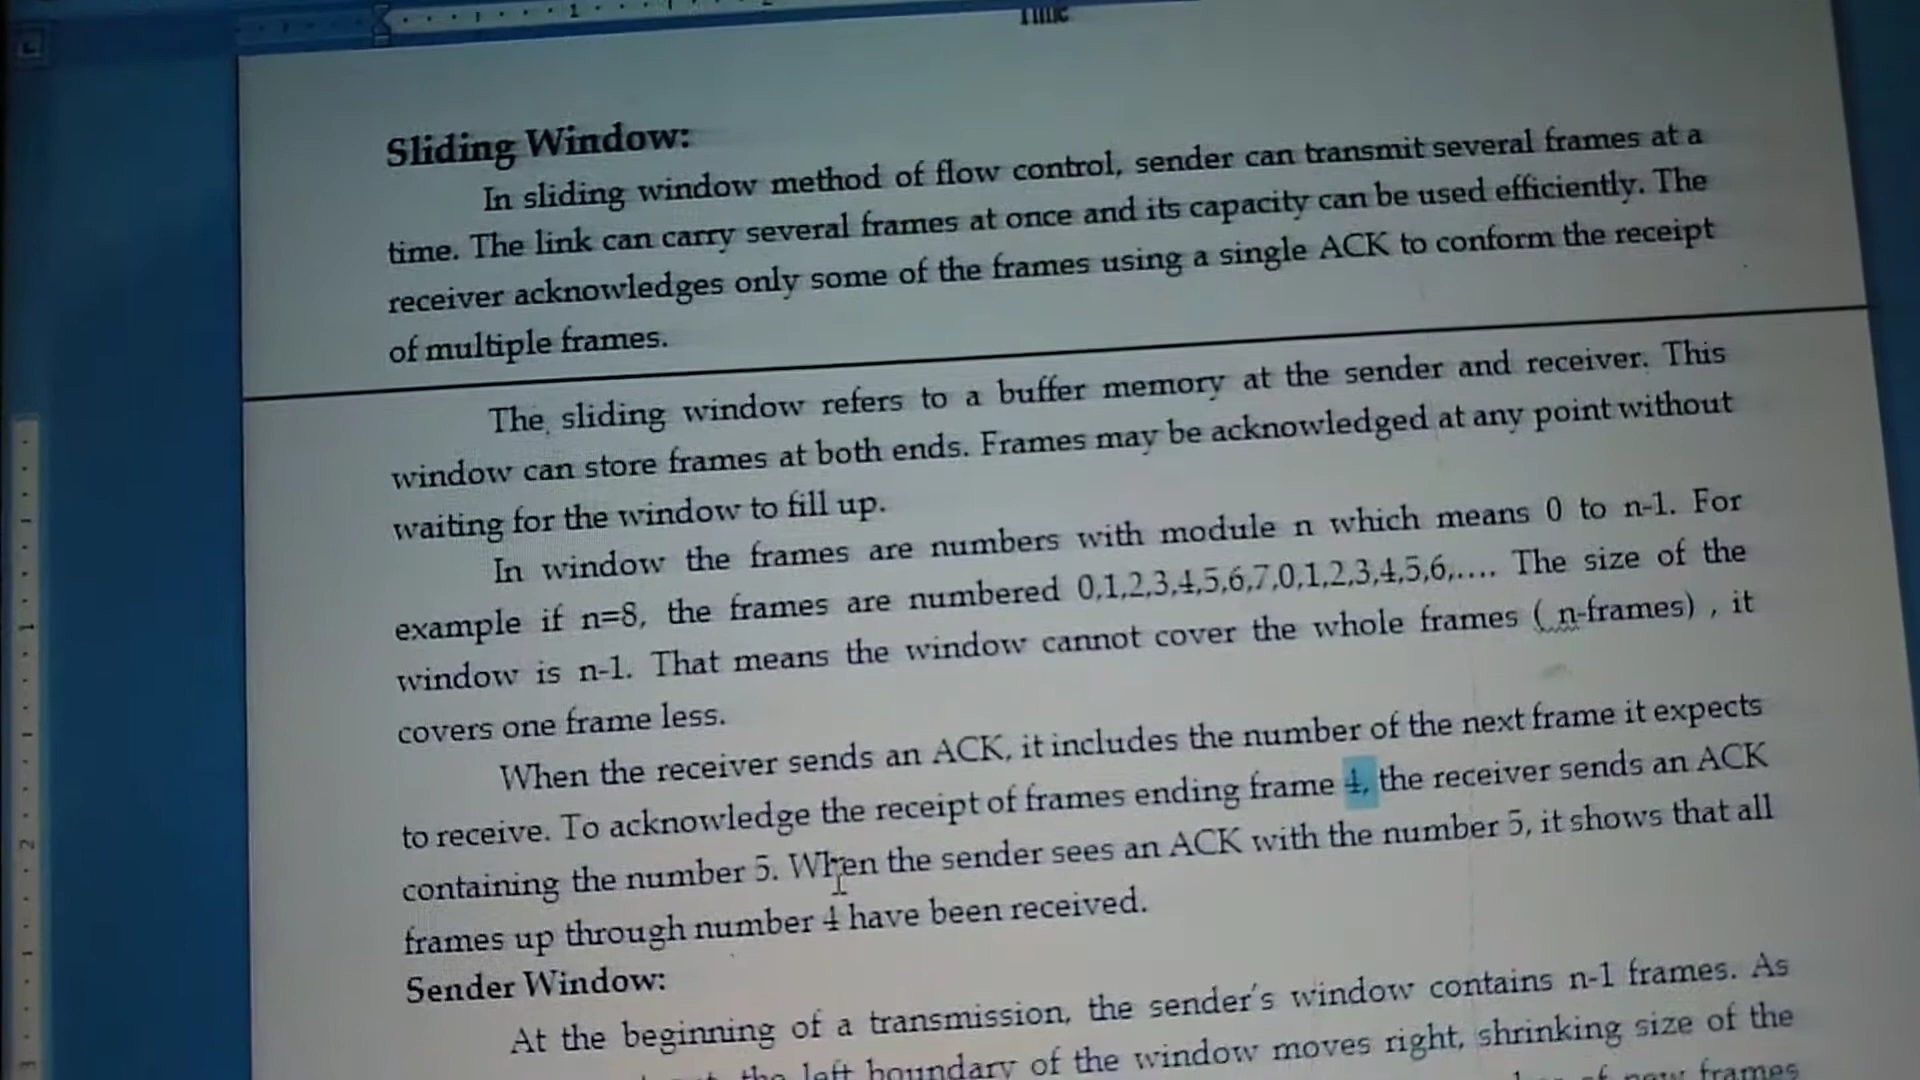 Time
Sliding Window:
In sliding window method of flow control, sender can transmit several frames at a
time. The link can carry several frames at once and its capacity can be used efficiently. The
receiver acknowledges only some of the frames using a single ACK to conform the receipt
of multiple frames.
The sliding window refers to a buffer memory at the sender and receiver. This
window can store frames at both ends. Frames may be acknowledged at any point without
waiting for the window to fill up.
In window the frames are numbers with module n which means 0 to n-1. For
example if n=8, the frames are numbered 0,1,2,3,4,5,6,7,0,1,2,3,4,5,6,.... The size of the
window is n-1. That means the window cannot cover the whole frames ( n-frames) , it
covers one frame less.
When the receiver sends an ACK, it includes the number of the next frame it expects
to receive. To acknowledge the receipt of frames ending frame 4, the receiver sends an ACK
containing the number 5. When the sender sees an ACK with the number 5, it shows that all
frames up through number 4 have been received.
Sender Window:
At the beginning of a transmission, the sender's window contains n-1 frames. As
the left boundary of the window moves right, shrinking size of the
of new frames